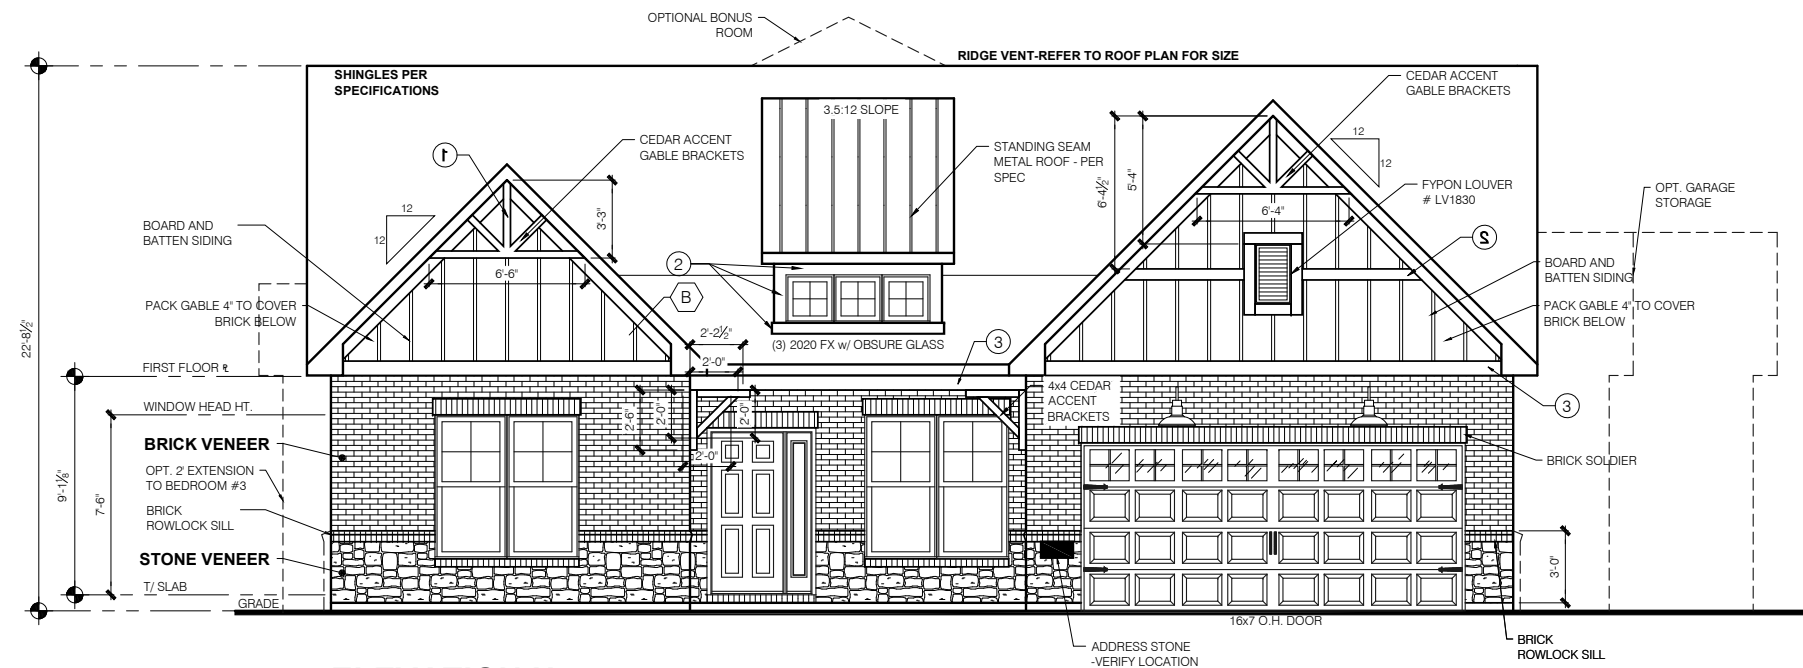 OPTIONAL BONUS
ROOM
RIDGE VENT-REFER TO ROOF PLAN FOR SIZE
SHINGLES PER
SPECIFICATIONS
CEDAR ACCENT
GABLE BRACKETS
3.5:12 SLOPE
12
12
1
CEDAR ACCENT
GABLE BRACKETS
STANDING SEAM
METAL ROOF - PER
SPEC
6'-4½"
5'-4"
FYPON LOUVER
# LV1830
OPT. GARAGE
STORAGE
12
12
3'-3"
6'-4"
BOARD AND
BATTEN SIDING
2
2
6'-6"
B
BOARD AND
BATTEN SIDING
PACK GABLE 4" TO COVER
BRICK BELOW
PACK GABLE 4" TO COVER
BRICK BELOW
22'-8½"
2'-2½"
(3) 2020 FX w/ OBSURE GLASS
3
2'-0"
FIRST FLOOR ℄
4x4 CEDAR
ACCENT
BRACKETS
WINDOW HEAD HT.
3
2'-6"
2'-0"
2'-0"
BRICK VENEER
2'-0"
BRICK SOLDIER
OPT. 2' EXTENSION
TO BEDROOM #3
9'-1⅛"
7'-6"
BRICK
ROWLOCK SILL
STONE VENEER
3'-0"
T/ SLAB
GRADE
16x7 O.H. DOOR
ADDRESS STONE
-VERIFY LOCATION
BRICK
ROWLOCK SILL